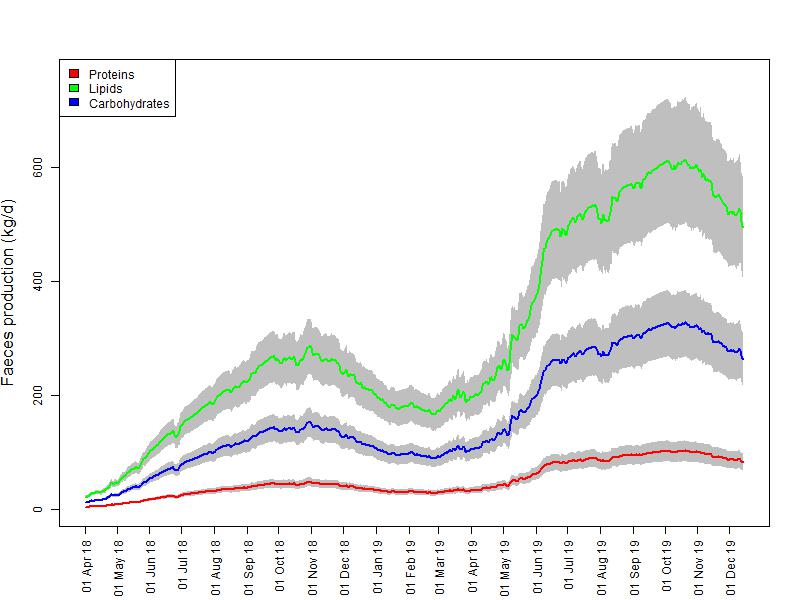 Proteins
Lipids
Carbohydrates
Faeces production (kg/d)
600
400
200
0
01 Apr 18
01 May 18
01 Jun 18
01 Jul 18
01 Aug 18
01 Sep 18
01 Oct 18
01 Nov 18
01 Dec 18
01 Jan 19
01 Feb 19
01 Mar 19
01 Apr 19
01 May 19
01 Jun 19
01 Jul 19
01 Aug 19
01 Sep 19
01 Oct 19
01 Nov 19
01 Dec 19